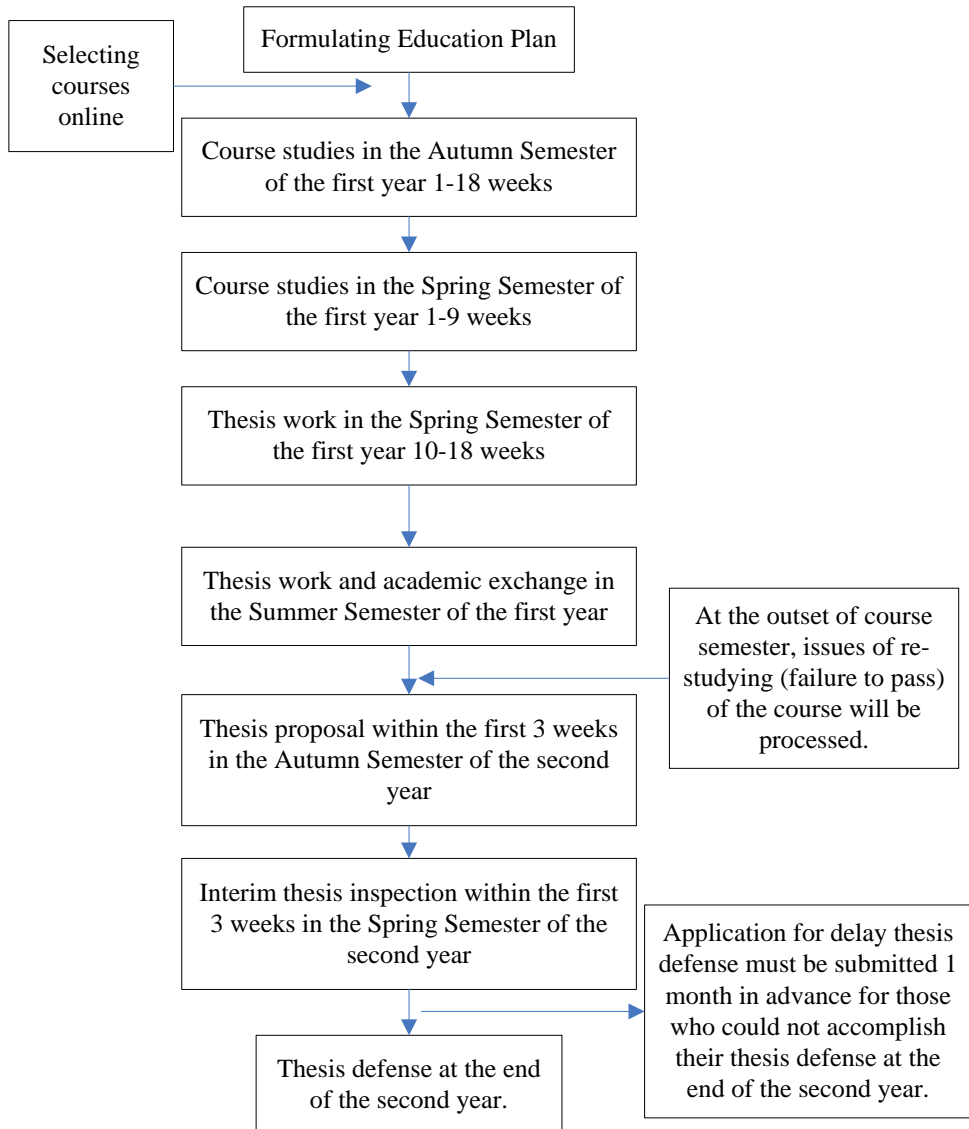 Formulating Education Plan
Selecting
courses
online
Course studies in the Autumn Semester
of the first year 1-18 weeks
Course studies in the Spring Semester of
the first year 1-9 weeks
Thesis work in the Spring Semester of
the first year 10-18 weeks
Thesis work and academic exchange in
the Summer Semester of the first year
At the outset of course
semester, issues of re-
studying (failure to pass)
of the course will be
processed.
Thesis proposal within the first 3 weeks
in the Autumn Semester of the second
year
Interim thesis inspection within the first
3 weeks in the Spring Semester of the
second year
Application for delay thesis
defense must be submitted 1
month in advance for those
who could not accomplish
their thesis defense at the
end of the second year.
Thesis defense at the end
of the second year.